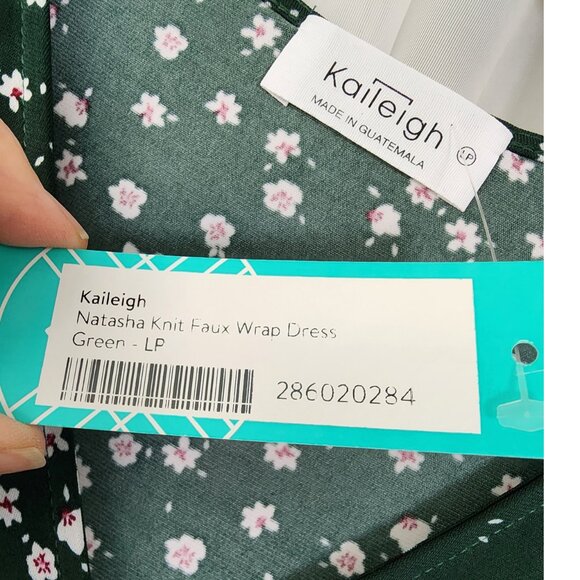 Kaileigh
MADE IN GUATEMALA
LP
Kaileigh
Natasha Knit Faux Wrap Dress
Green - LP
286020284